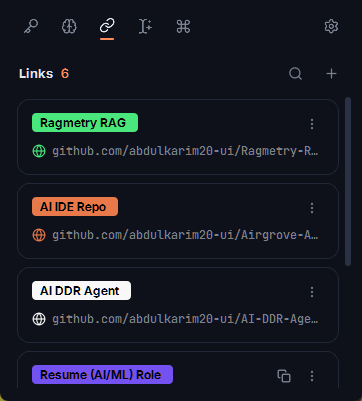 Links 6
Ragmetry RAG
github.com/abdulkarim20-ui/Ragmetry-R…
AI IDE Repo
github.com/abdulkarim20-ui/Airgrove-A…
AI DDR Agent
github.com/abdulkarim20-ui/AI-DDR-Age…
Resume (AI/ML) Role